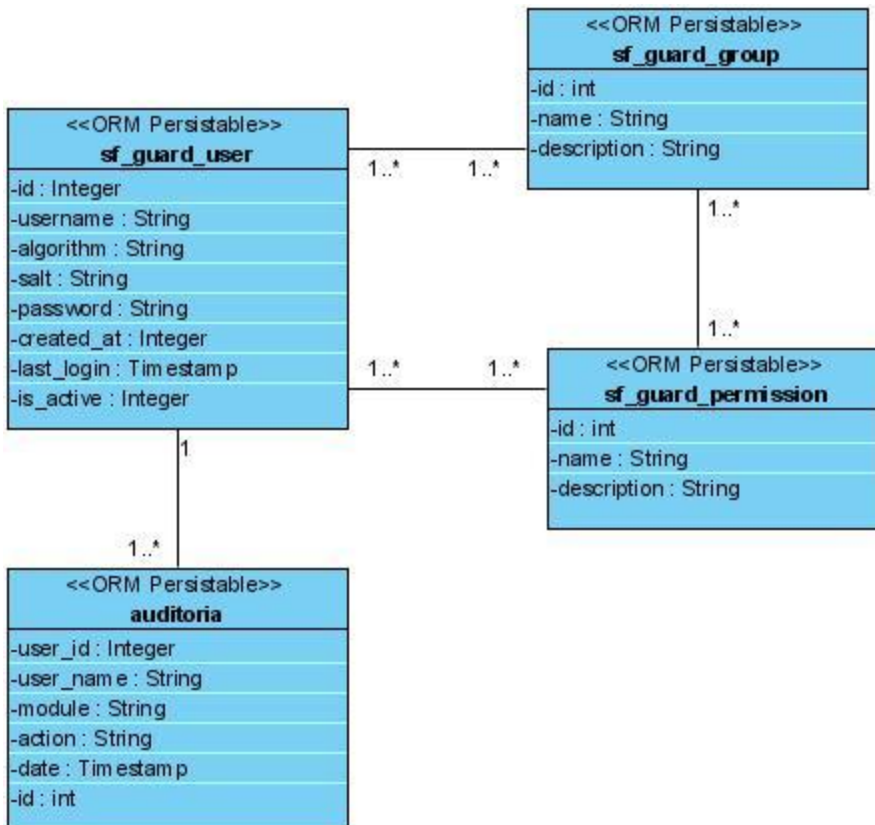 <<ORM Persistable>>
sf_guard_group
-id : int
-name : String
-description : String
<<ORM Persistable>>
sf_guard_user
-id : Integer
-username : String
-algorithm : String
-salt : String
-password : String
-created_at : Integer
-last_login : Timestamp
-is_active : Integer
1..*
1..*
1..*
1..*
1..*
1..*
<<ORM Persistable>>
sf_guard_permission
-id : int
-name : String
-description : String
1
1..*
<<ORM Persistable>>
auditoria
-user_id : Integer
-user_name : String
-module : String
-action : String
-date : Timestamp
-id : int